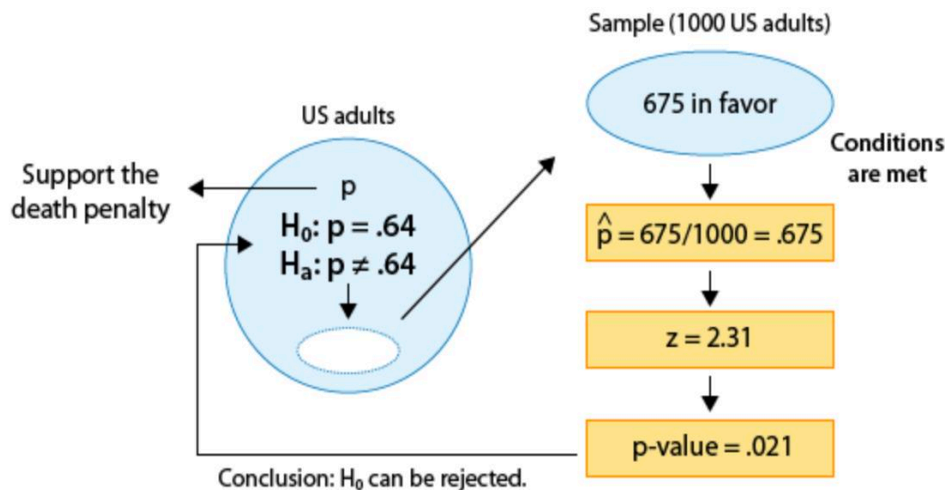 Sample (1000 US adults)
675 in favor
US adults
Conditions
are met
Support the
death penalty
p
H₀: p = .64
Hₐ: p ≠ .64
p̂ = 675/1000 = .675
z = 2.31
p-value = .021
Conclusion: H₀ can be rejected.